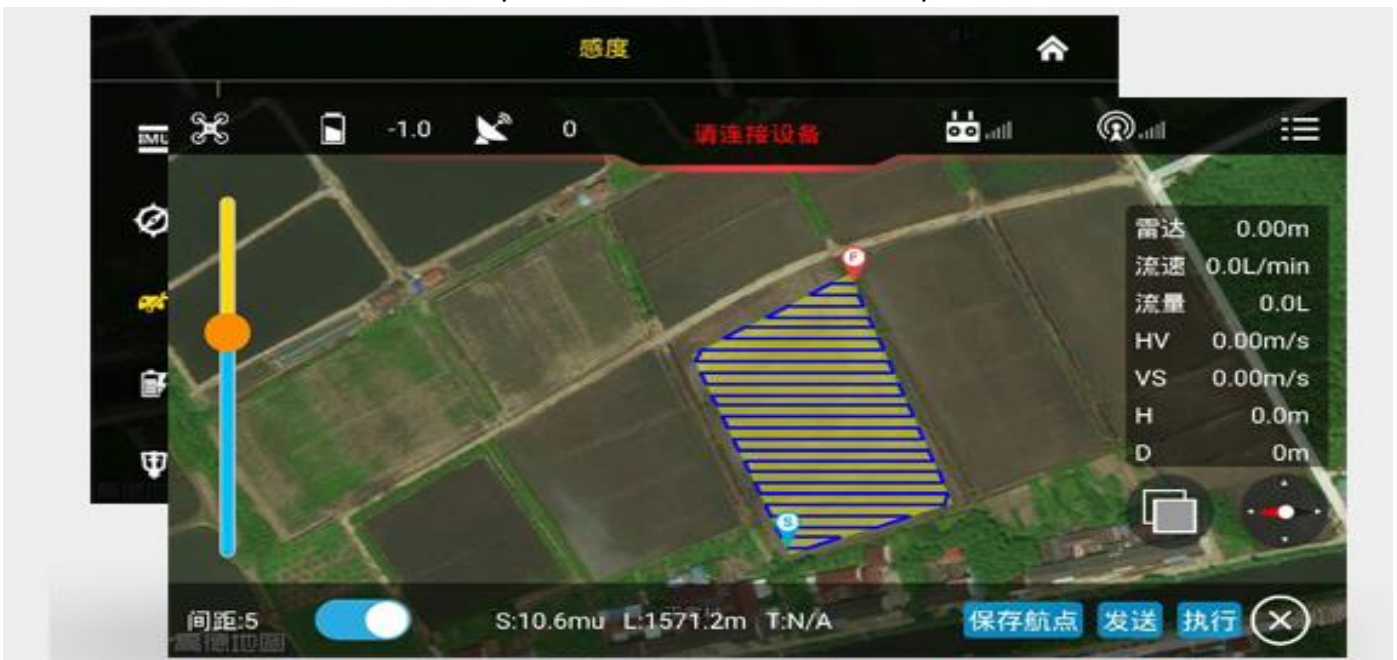 感度
IMU
-1.0
0
请连接设备
雷达 0.00m
流速 0.0L/min
流量 0.0L
HV 0.00m/s
VS 0.00m/s
H 0.0m
D 0m
F
S
间距:5
S:10.6mu L:1571.2m T:N/A
保存航点 发送 执行
高德地圖